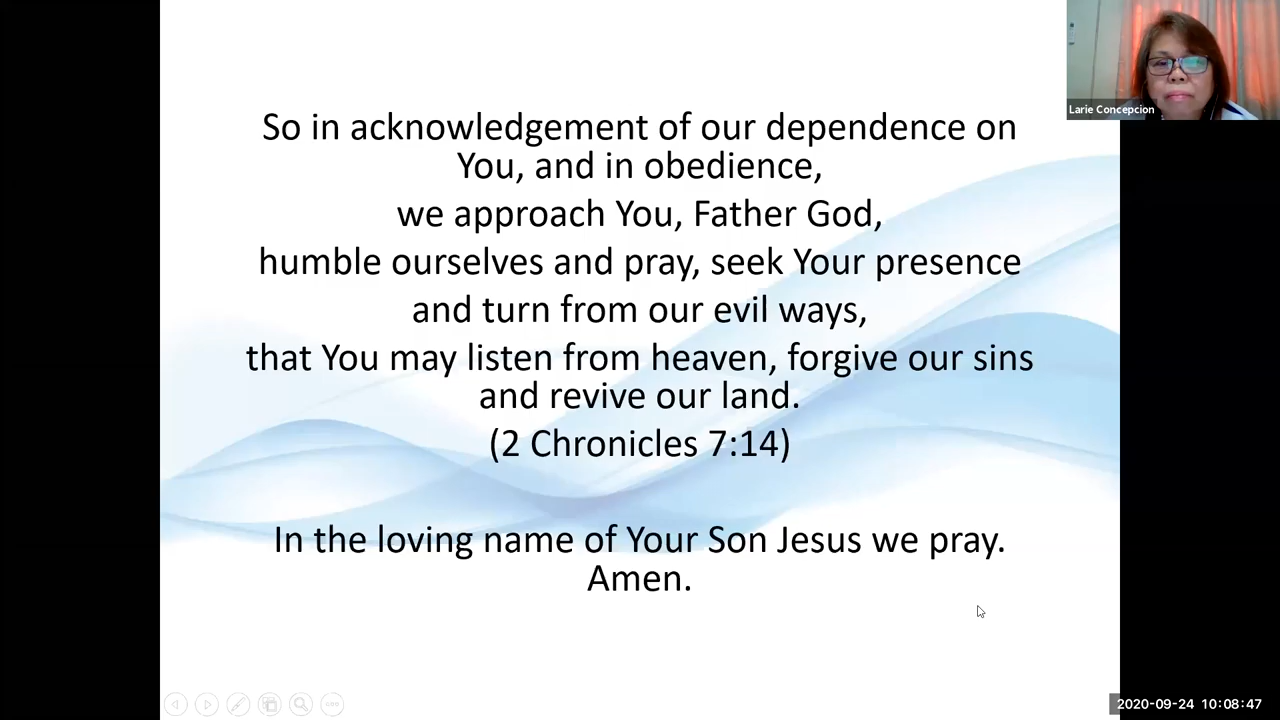 So in acknowledgement of our dependence on
You, and in obedience,
we approach You, Father God,
humble ourselves and pray, seek Your presence
and turn from our evil ways,
that You may listen from heaven, forgive our sins
and revive our land.
(2 Chronicles 7:14)
In the loving name of Your Son Jesus we pray.
Amen.
Larie Concepcion
2020-09-24 10:08:47